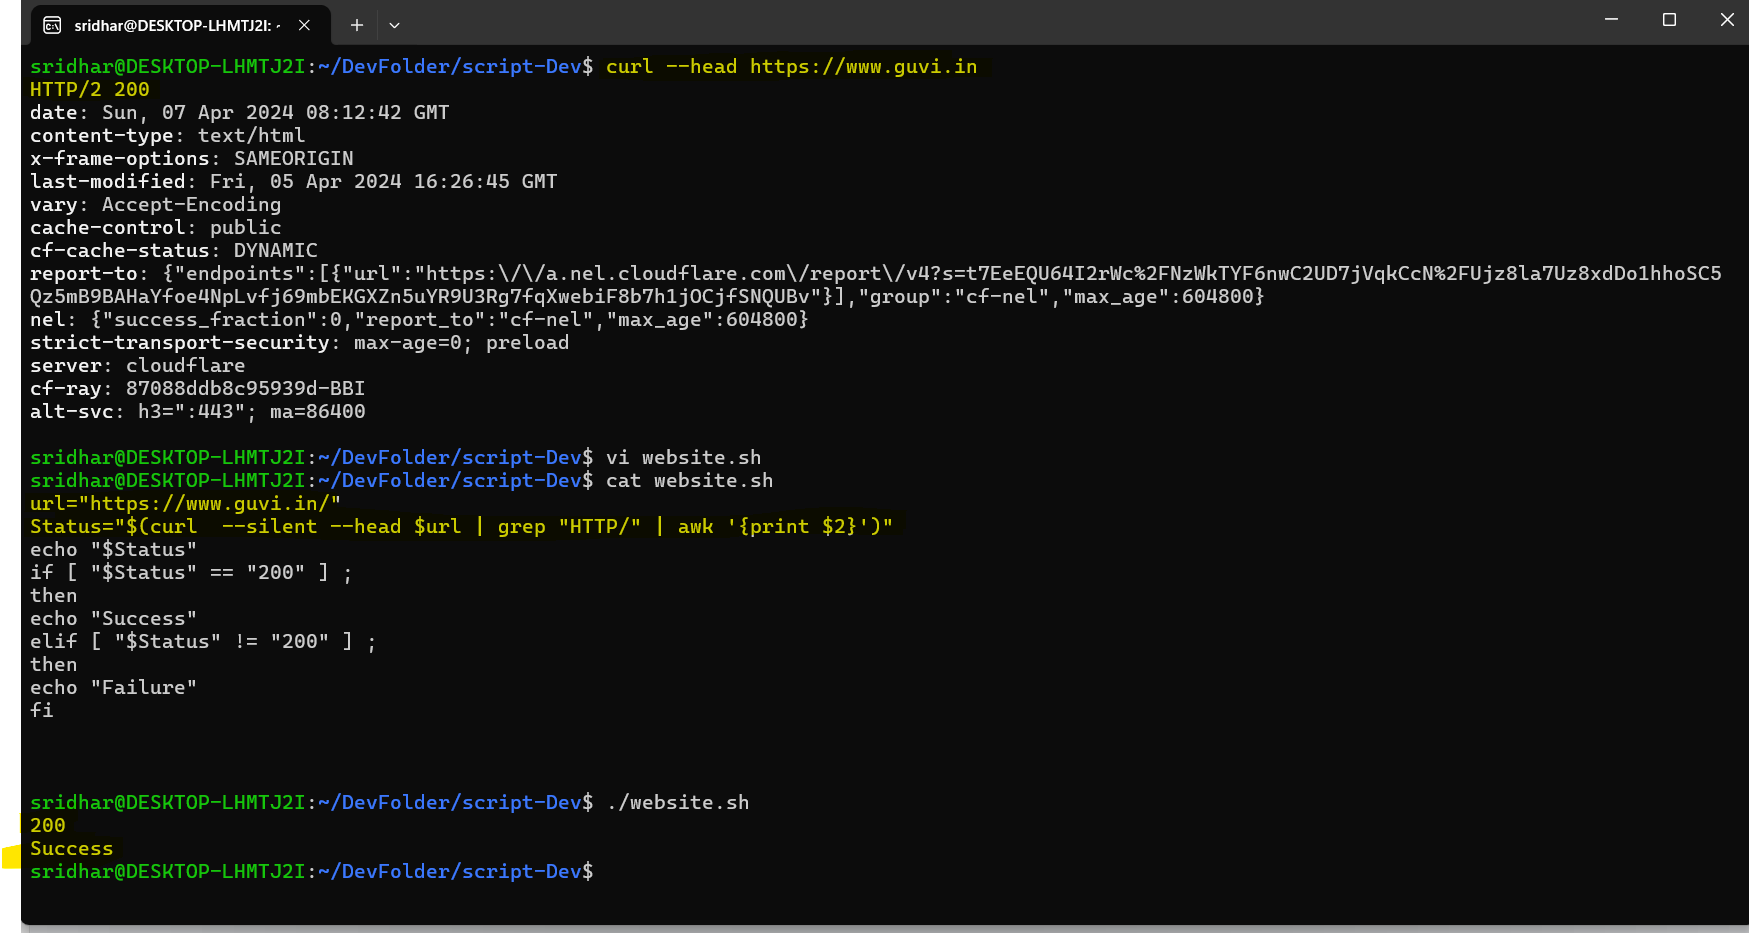 sridhar@DESKTOP-LHMTJ2I: ~
sridhar@DESKTOP-LHMTJ2I:~/DevFolder/script-Dev$ curl --head https://www.guvi.in
HTTP/2 200
date: Sun, 07 Apr 2024 08:12:42 GMT
content-type: text/html
x-frame-options: SAMEORIGIN
last-modified: Fri, 05 Apr 2024 16:26:45 GMT
vary: Accept-Encoding
cache-control: public
cf-cache-status: DYNAMIC
report-to: {"endpoints":[{"url":"https:\/\/a.nel.cloudflare.com\/report\/v4?s=t7EeEQU64I2rWc%2FNzWkTYF6nwC2UD7jVqkCcN%2FUjz8la7Uz8xdDo1hhoSC5
Qz5mB9BAHaYfoe4NpLvfj69mbEKGXZn5uYR9U3Rg7fqXwebiF8b7h1jOCjfSNQUBv"}],"group":"cf-nel","max_age":604800}
nel: {"success_fraction":0,"report_to":"cf-nel","max_age":604800}
strict-transport-security: max-age=0; preload
server: cloudflare
cf-ray: 87088ddb8c95939d-BBI
alt-svc: h3=":443"; ma=86400
sridhar@DESKTOP-LHMTJ2I:~/DevFolder/script-Dev$ vi website.sh
sridhar@DESKTOP-LHMTJ2I:~/DevFolder/script-Dev$ cat website.sh
url="https://www.guvi.in/"
Status="$(curl  --silent --head $url | grep "HTTP/" | awk '{print $2}')"
echo "$Status"
if [ "$Status" == "200" ] ;
then
echo "Success"
elif [ "$Status" != "200" ] ;
then
echo "Failure"
fi
sridhar@DESKTOP-LHMTJ2I:~/DevFolder/script-Dev$ ./website.sh
200
Success
sridhar@DESKTOP-LHMTJ2I:~/DevFolder/script-Dev$